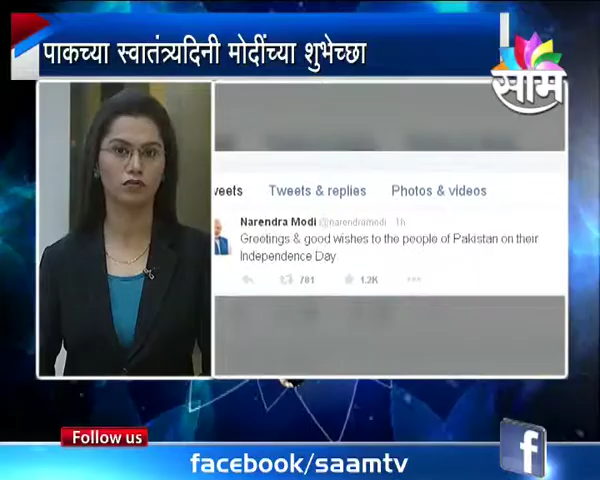 पाकच्या स्वातंत्र्यदिनी मोदींच्या शुभेच्छा
साम
weets Tweets & replies Photos & videos
Narendra Modi @narendramodi · 1h
Greetings & good wishes to the people of Pakistan on their
Independence Day
781 1.2K
Follow us
facebook/saamtv
f